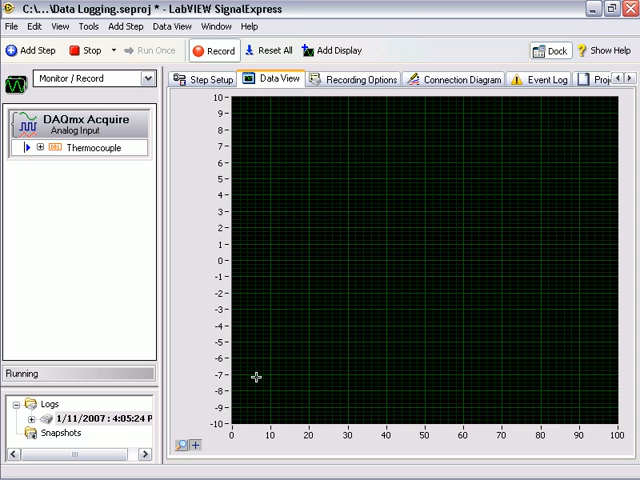 C:\...\Data Logging.seproj * - LabVIEW SignalExpress
File Edit View Tools Add Step Data View Window Help
Add Step Stop Run Once Record Reset All Add Display Dock Show Help
Monitor / Record
Step Setup Data View Recording Options Connection Diagram Event Log Proj
DAQmx Acquire
Analog Input
Thermocouple
10
9
8
7
6
5
4
3
2
1
0
-1
-2
-3
-4
-5
-6
-7
-8
-9
-10
0 10 20 30 40 50 60 70 80 90 100
Running
Logs
1/11/2007 : 4:05:24 P
Snapshots